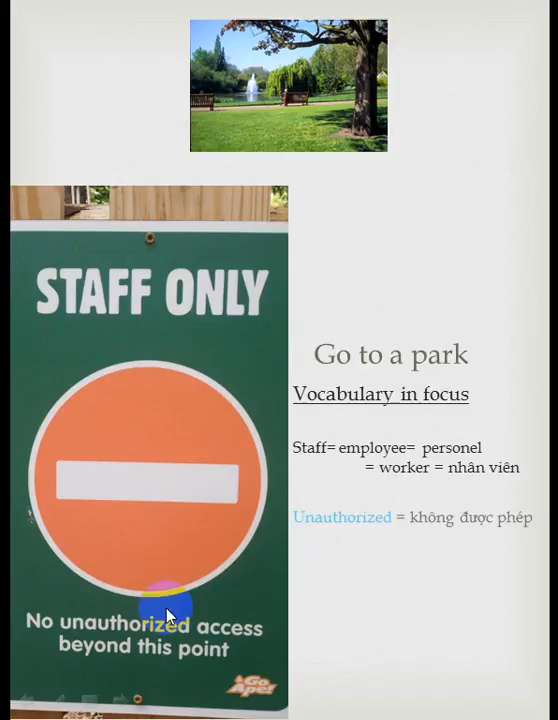 STAFF ONLY
No unauthorized access
beyond this point
Go
Ape!
Go to a park
Vocabulary in focus
Staff= employee= personel
= worker = nhân viên
Unauthorized = không được phép